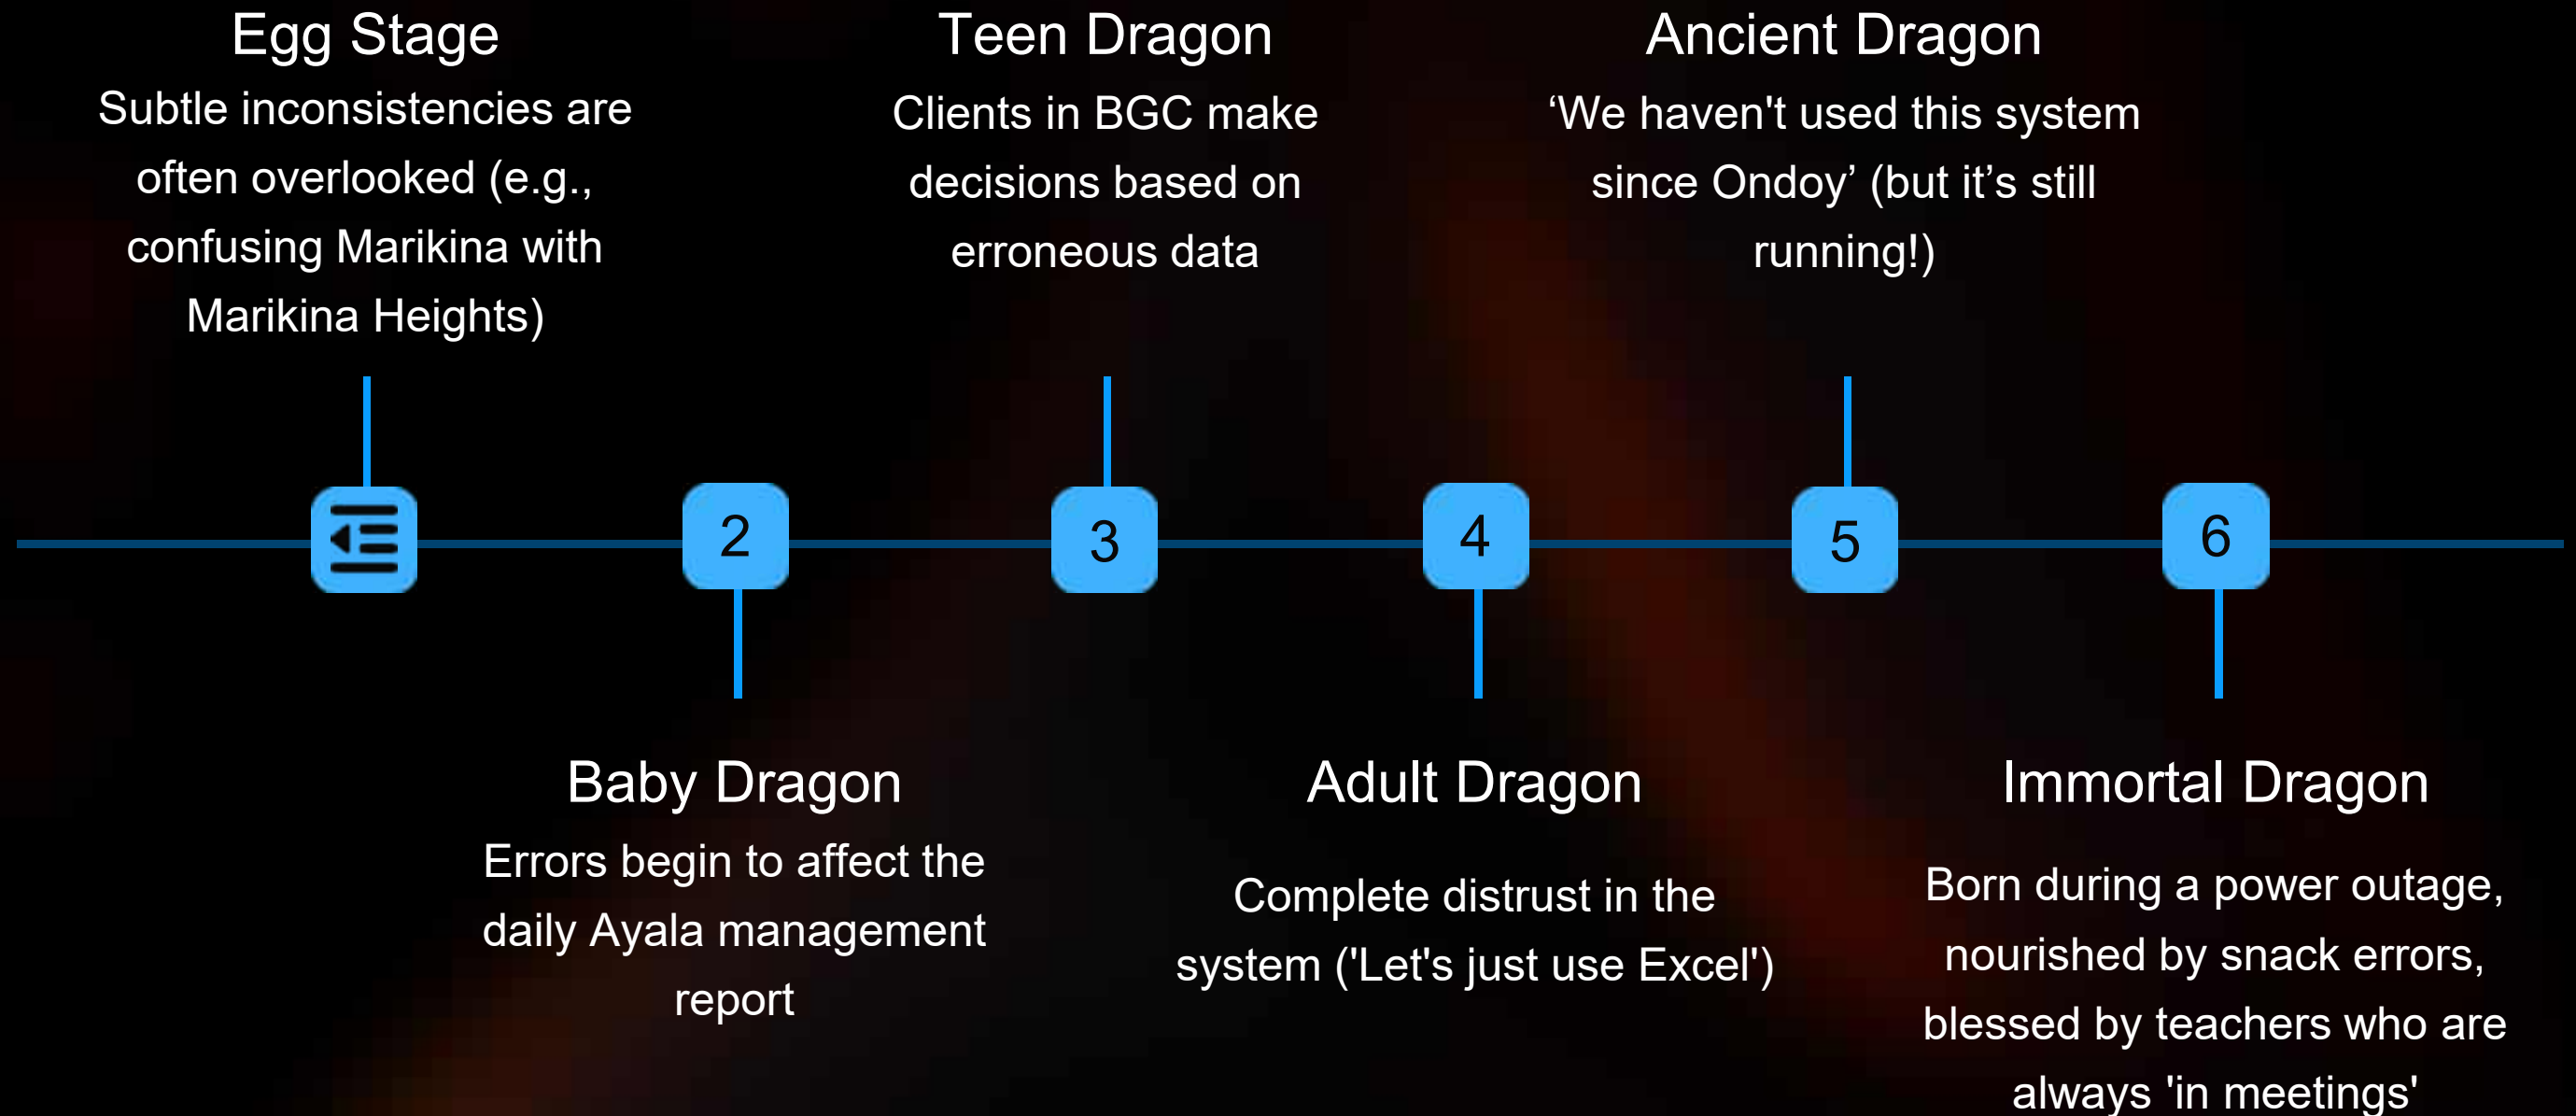 Egg Stage
Subtle inconsistencies are
often overlooked (e.g.,
confusing Marikina with
Marikina Heights)
2
Baby Dragon
Errors begin to affect the
daily Ayala management
report
Teen Dragon
Clients in BGC make
decisions based on
erroneous data
3
4
Adult Dragon
Complete distrust in the
system ('Let's just use Excel')
Ancient Dragon
‘We haven't used this system
since Ondoy’ (but it’s still
running!)
5
6
Immortal Dragon
Born during a power outage,
nourished by snack errors,
blessed by teachers who are
always 'in meetings'